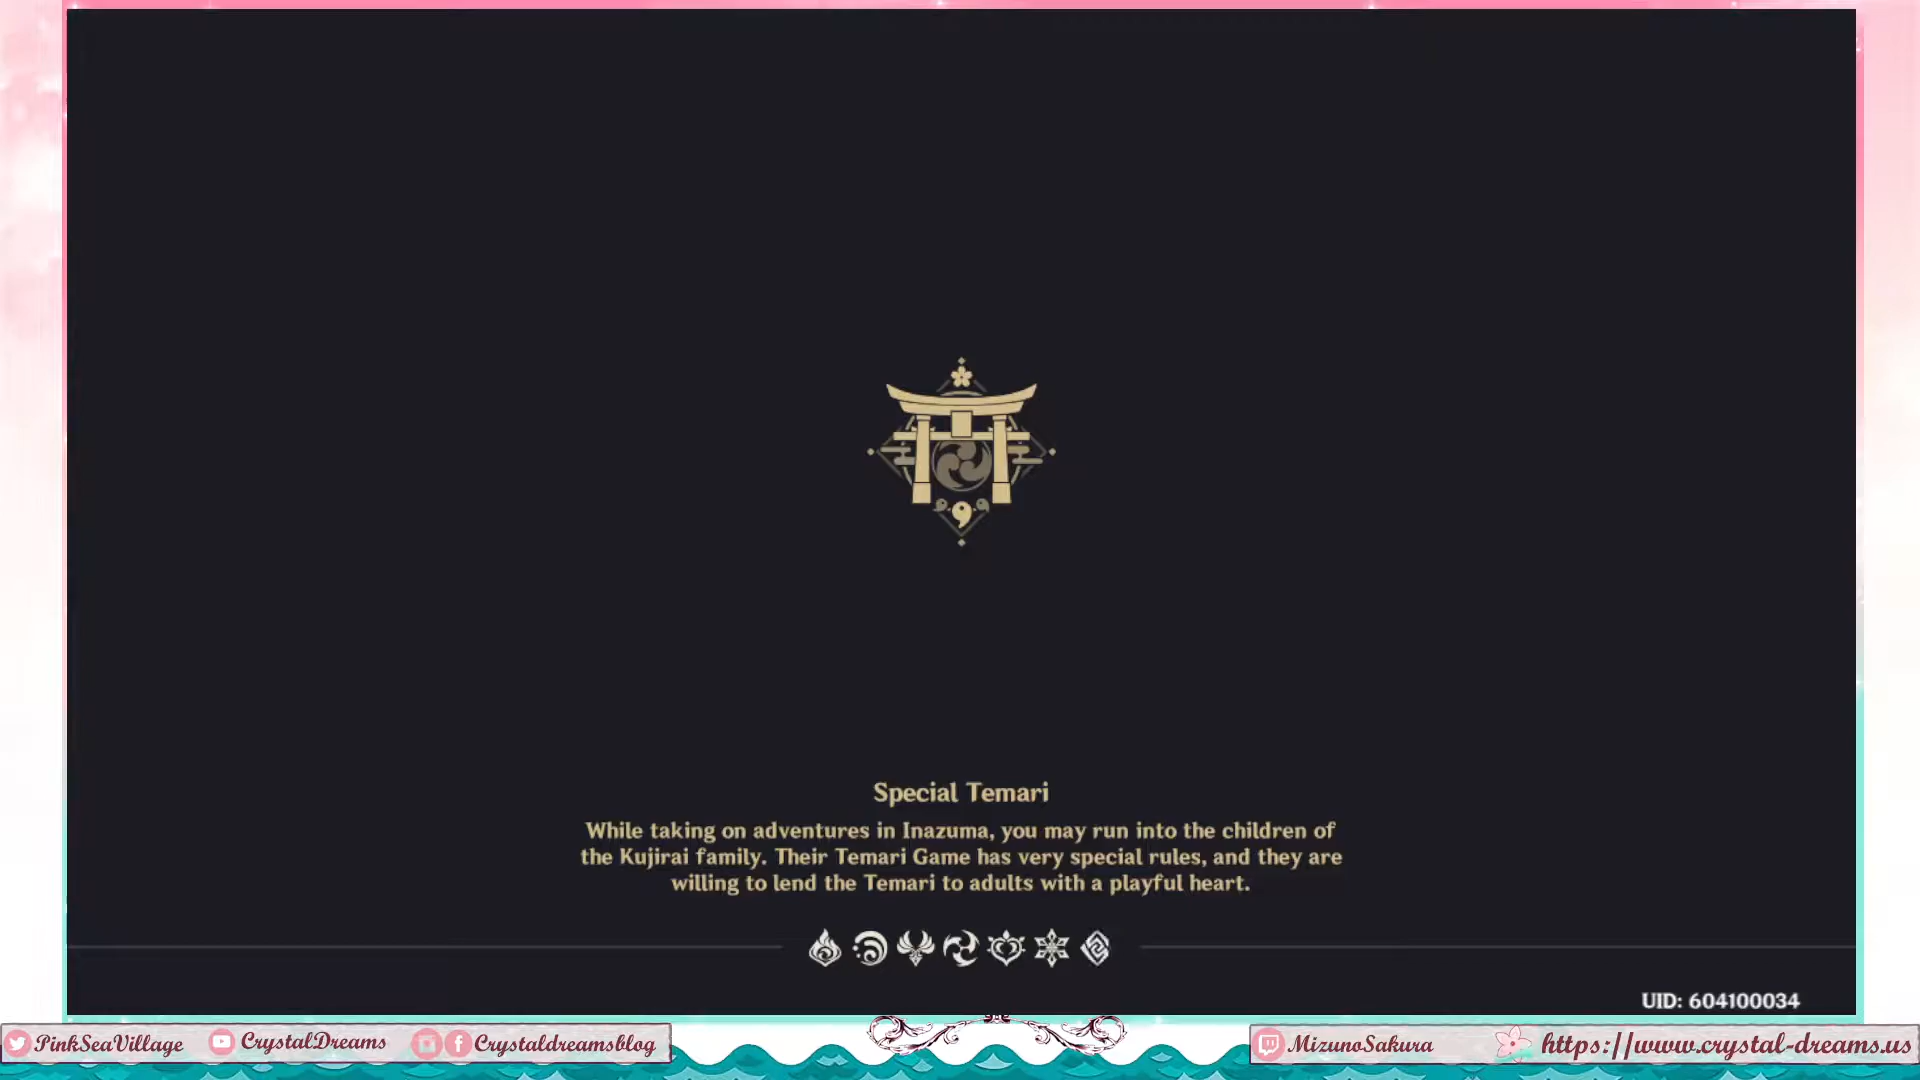 Special Temari
While taking on adventures in Inazuma, you may run into the children of
the Kujirai family. Their Temari Game has very special rules, and they are
willing to lend the Temari to adults with a playful heart.
UID: 604100034
PinkSeaVillage CrystalDreams Crystaldreamsblog MizunoSakura https://www.crystal-dreams.us